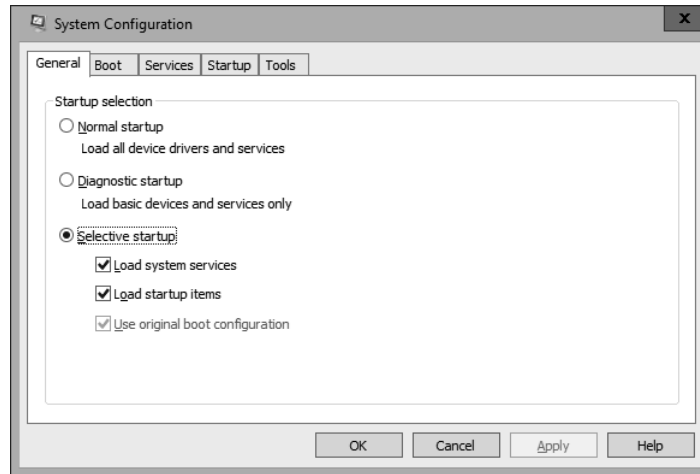 System Configuration
x
General Boot Services Startup Tools
Startup selection
Normal startup
Load all device drivers and services
Diagnostic startup
Load basic devices and services only
Selective startup
Load system services
Load startup items
Use original boot configuration
OK Cancel Apply Help